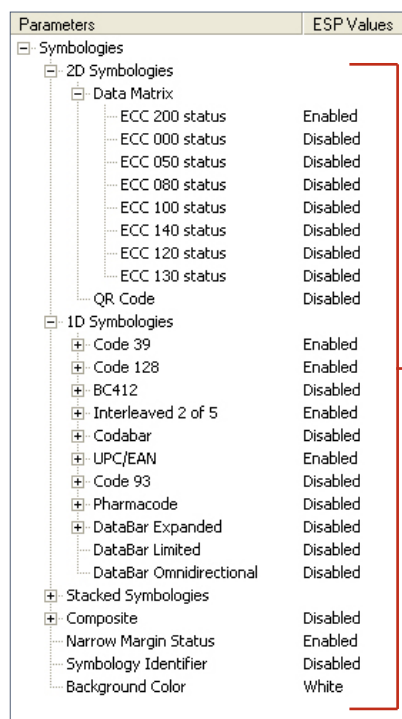 Parameters ESP Values
Symbologies
2D Symbologies
Data Matrix
ECC 200 status Enabled
ECC 000 status Disabled
ECC 050 status Disabled
ECC 080 status Disabled
ECC 100 status Disabled
ECC 140 status Disabled
ECC 120 status Disabled
ECC 130 status Disabled
QR Code Disabled
1D Symbologies
Code 39 Enabled
Code 128 Enabled
BC412 Disabled
Interleaved 2 of 5 Enabled
Codabar Disabled
UPC/EAN Enabled
Code 93 Disabled
Pharmacode Disabled
DataBar Expanded Disabled
DataBar Limited Disabled
DataBar Omnidirectional Disabled
Stacked Symbologies
Composite Disabled
Narrow Margin Status Enabled
Symbology Identifier Disabled
Background Color White